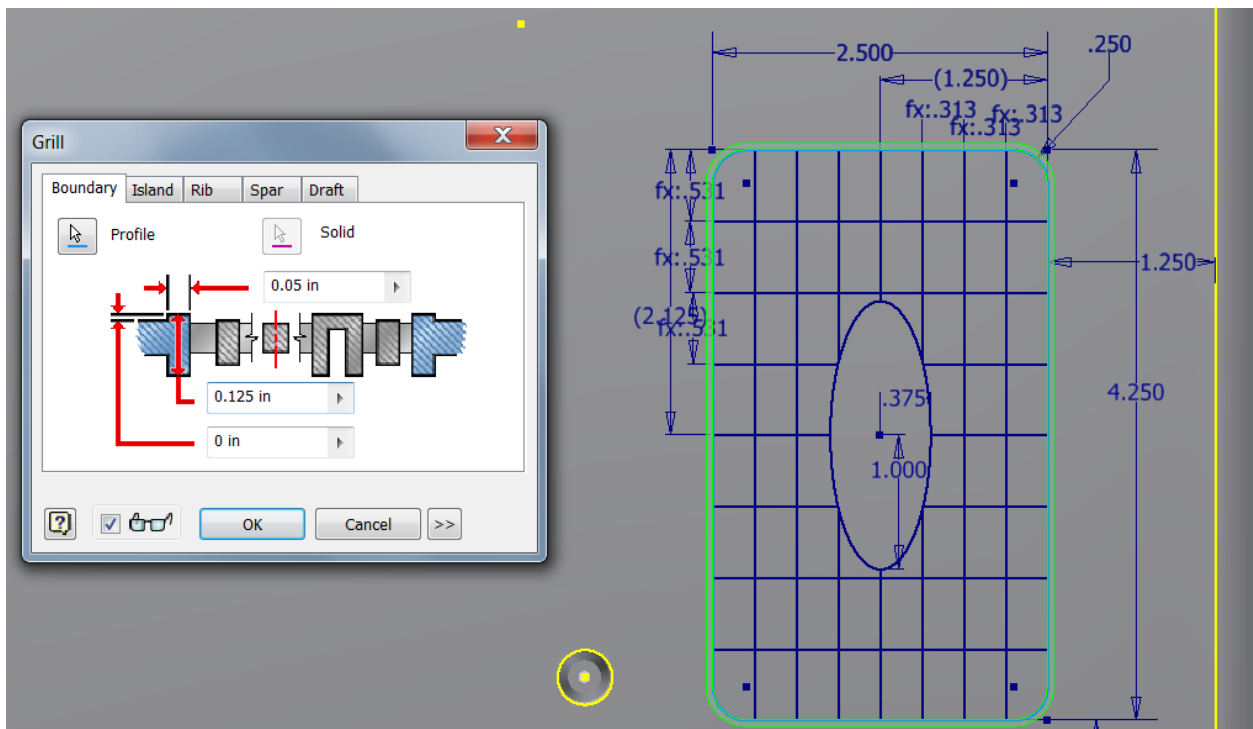 Grill
X
Boundary Island Rib Spar Draft
Profile
Solid
0.05 in
0.125 in
0 in
?
OK
Cancel
>>
2.500
.250
(1.250)
fx:.313
fx:.313
fx:.313
fx:.531
fx:.531
(2.125)
fx:.531
1.250
4.250
.375
1.000